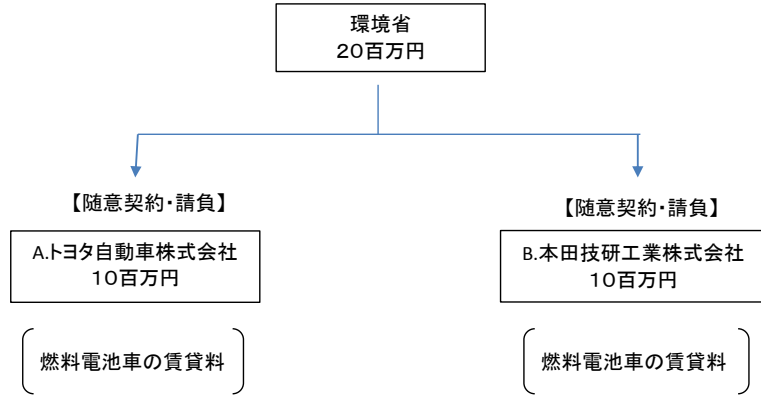 環境省
20百万円
【随意契約・請負】
A.トヨタ自動車株式会社
10百万円
燃料電池車の賃貸料
【随意契約・請負】
B.本田技研工業株式会社
10百万円
燃料電池車の賃貸料